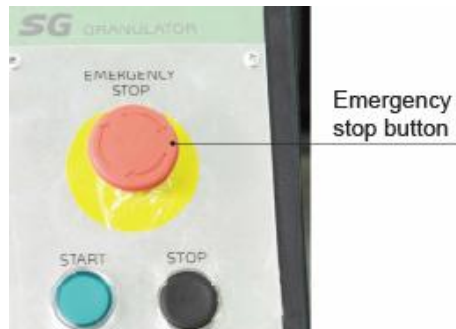 SG GRANULATOR
EMERGENCY
STOP
Emergency
stop button
START STOP